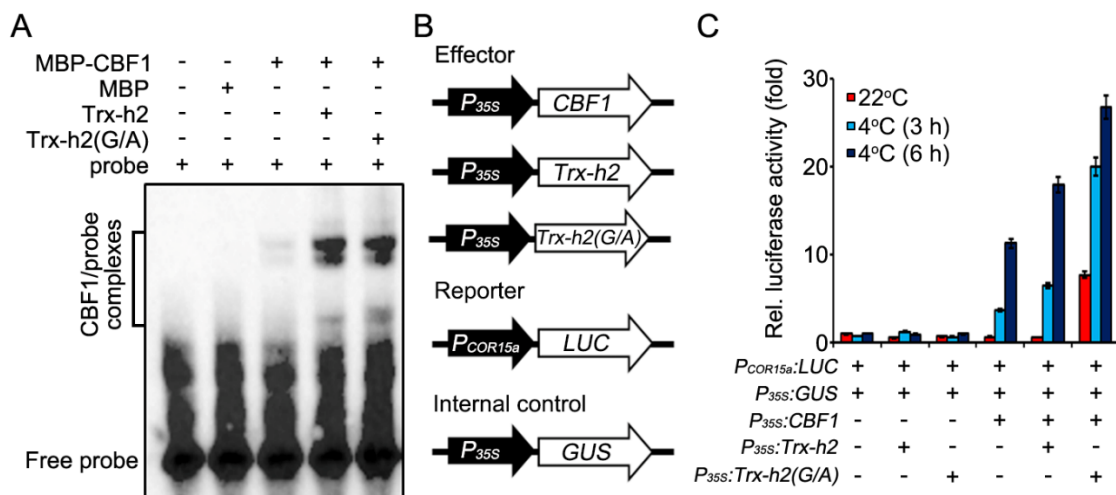 A
MBP-CBF1 - - + + +
MBP - + - - -
Trx-h2 - - - + -
Trx-h2(G/A) - - - - +
probe + + + + +
CBF1/probe
complexes
Free probe
B
Effector
P35S CBF1
P35S Trx-h2
P35S Trx-h2(G/A)
Reporter
PCOR15a LUC
Internal control
P35S GUS
C
Rel. luciferase activity (fold)
30
20
10
0
22°C
4°C (3 h)
4°C (6 h)
PCOR15a:LUC + + + + + +
P35S:GUS + + + + + +
P35S:CBF1 - - - + + +
P35S:Trx-h2 - + - - + -
P35S:Trx-h2(G/A) - - + - - +